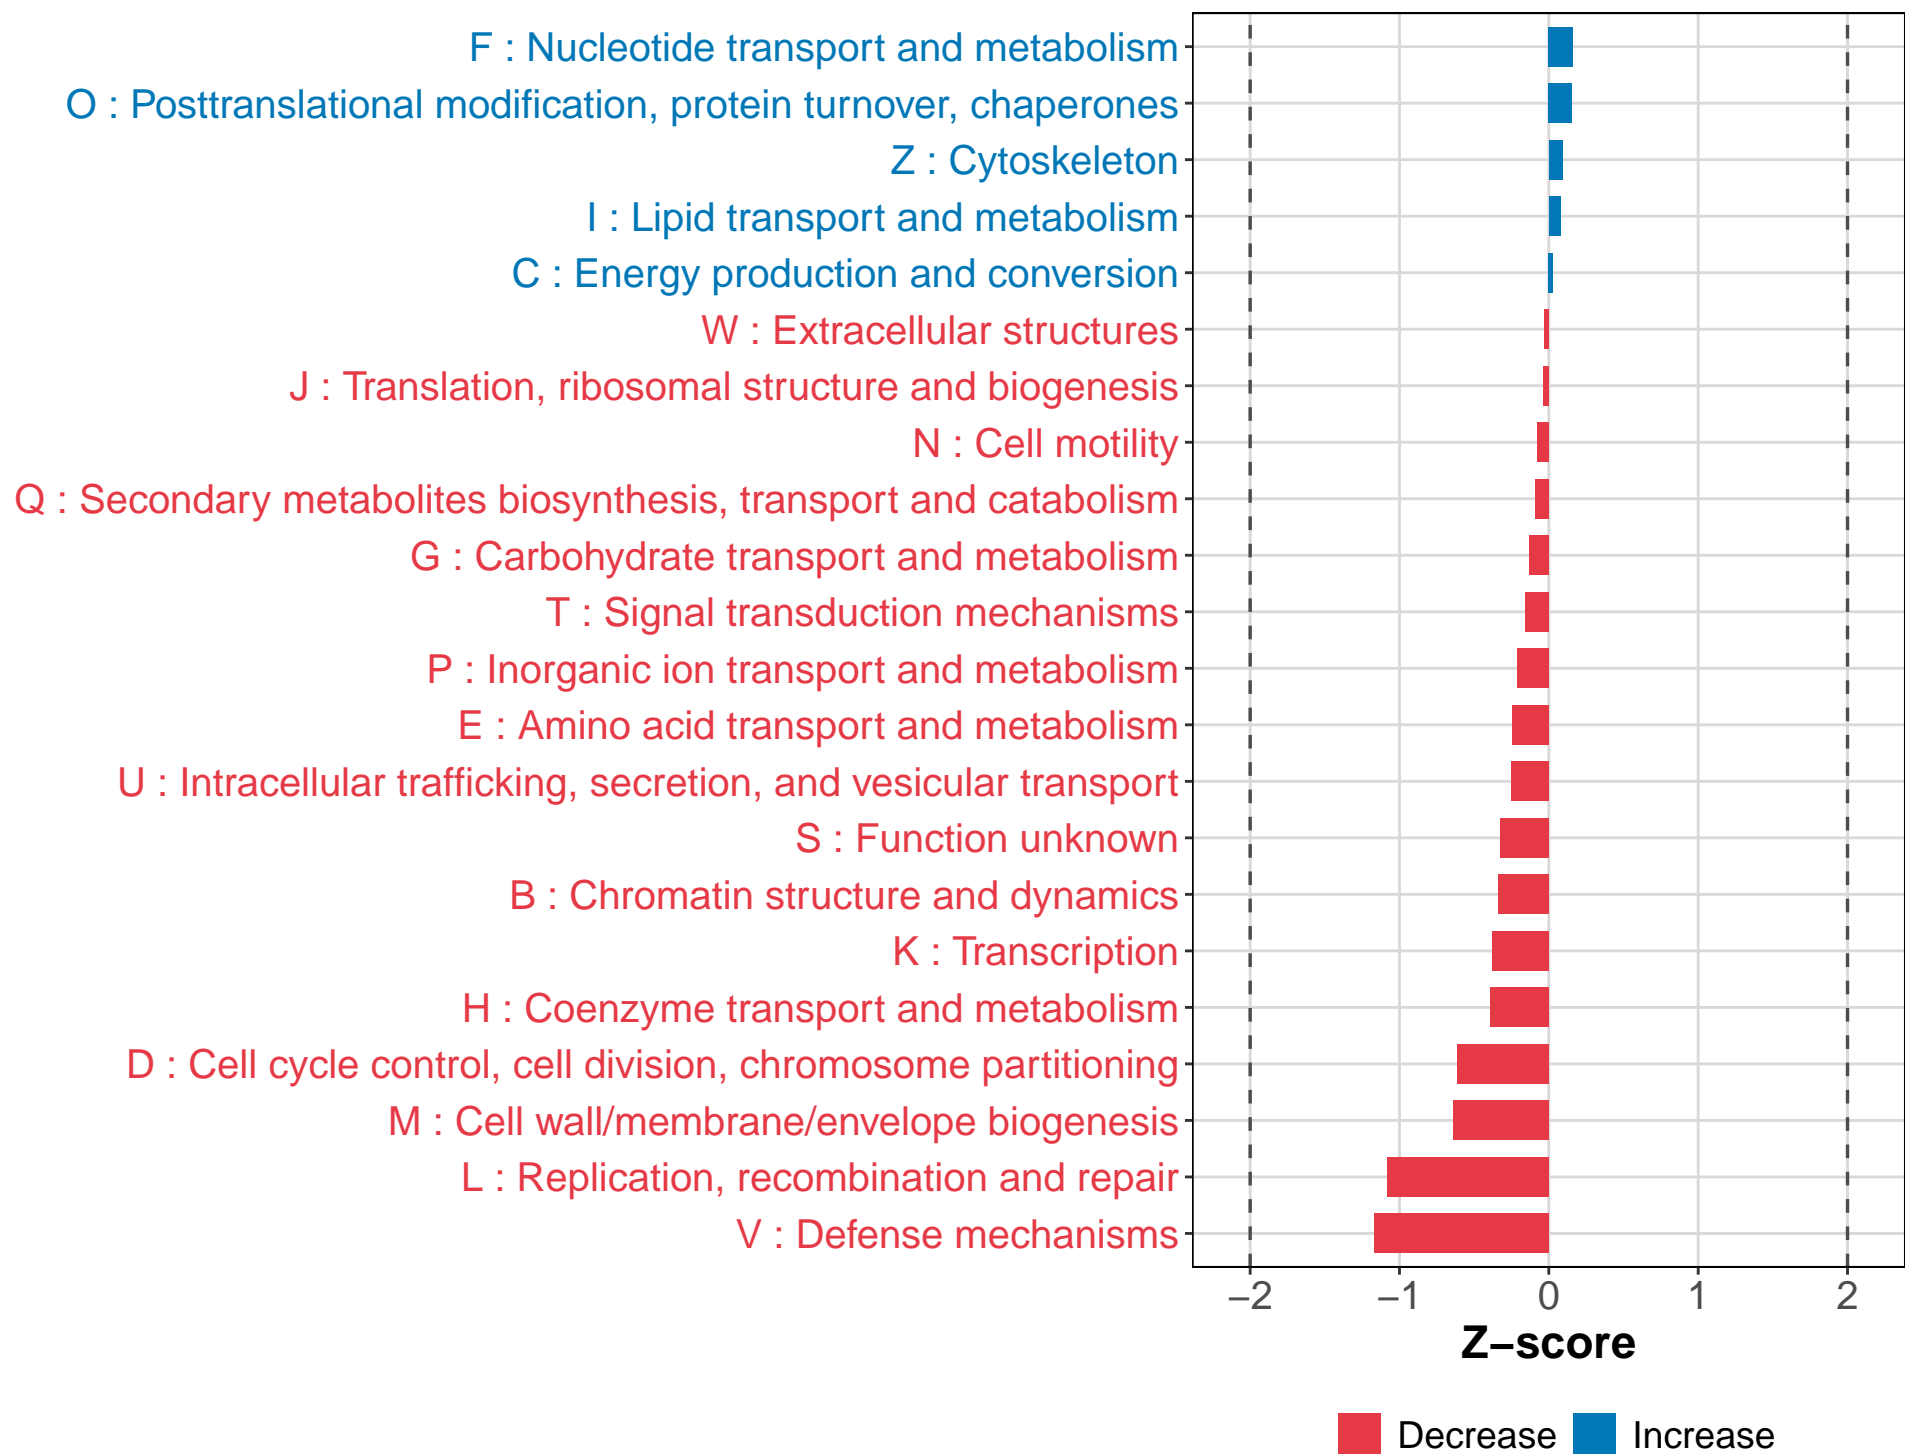 F : Nucleotide transport and metabolism
O : Posttranslational modification, protein turnover, chaperones
Z : Cytoskeleton
I : Lipid transport and metabolism
C : Energy production and conversion
W : Extracellular structures
J : Translation, ribosomal structure and biogenesis
N : Cell motility
Q : Secondary metabolites biosynthesis, transport and catabolism
G : Carbohydrate transport and metabolism
T : Signal transduction mechanisms
P : Inorganic ion transport and metabolism
E : Amino acid transport and metabolism
U : Intracellular trafficking, secretion, and vesicular transport
S : Function unknown
B : Chromatin structure and dynamics
K : Transcription
H : Coenzyme transport and metabolism
D : Cell cycle control, cell division, chromosome partitioning
M : Cell wall/membrane/envelope biogenesis
L : Replication, recombination and repair
V : Defense mechanisms
−2 −1 0 1 2
Z−score
Decrease Increase